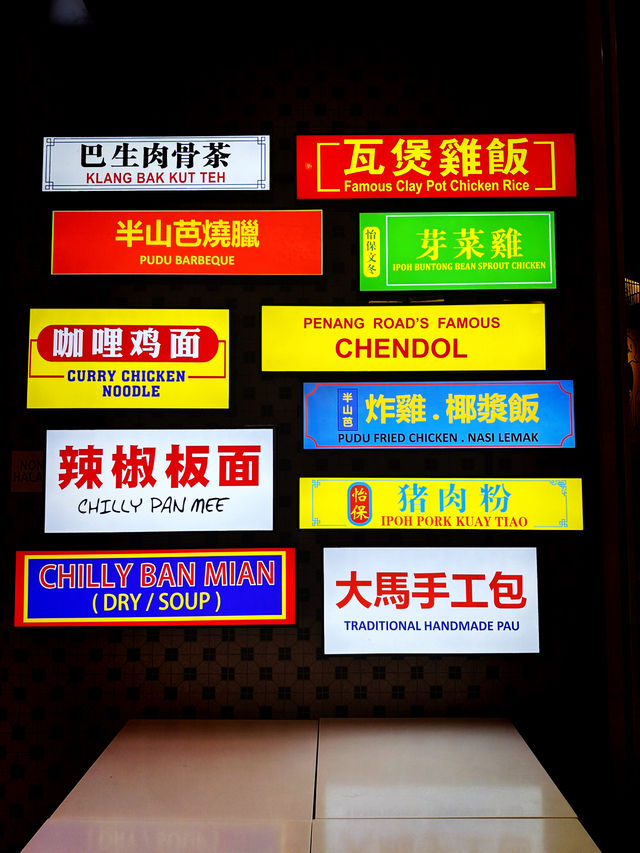 巴生肉骨茶
KLANG BAK KUT TEH
瓦煲雞飯
Famous Clay Pot Chicken Rice
半山芭燒臘
PUDU BARBEQUE
怡保文冬
芽菜雞
IPOH BUNTONG BEAN SPROUT CHICKEN
咖哩鸡面
CURRY CHICKEN
NOODLE
PENANG ROAD'S FAMOUS
CHENDOL
半山芭
炸雞.椰漿飯
PUDU FRIED CHICKEN . NASI LEMAK
辣椒板面
CHILLY PAN MEE
怡保
猪肉粉
IPOH PORK KUAY TIAO
CHILLY BAN MIAN
( DRY / SOUP )
大馬手工包
TRADITIONAL HANDMADE PAU
NON
HALA